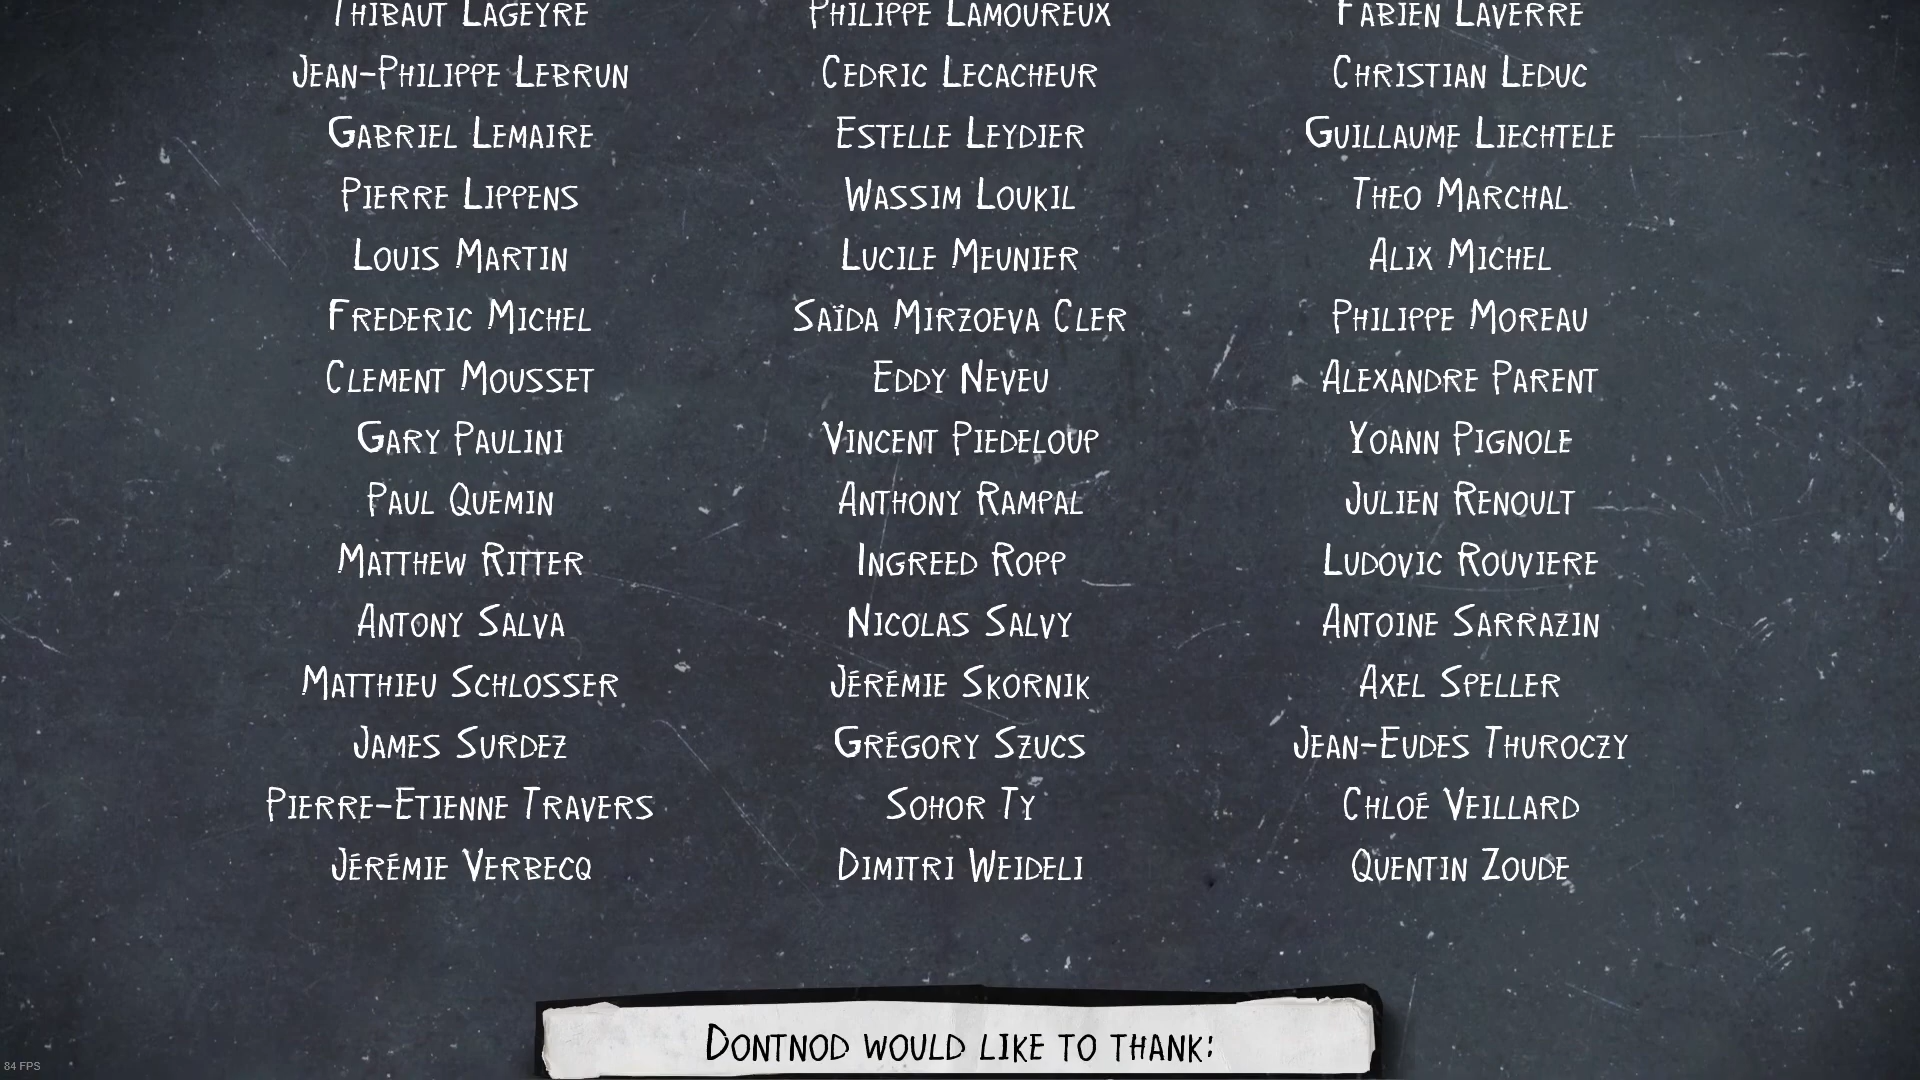 Thibaut Lageyre Philippe Lamoureux Fabien Laverre
Jean-Philippe Lebrun Cedric Lecacheur Christian Leduc
Gabriel Lemaire Estelle Leydier Guillaume Liechtele
Pierre Lippens Wassim Loukil Theo Marchal
Louis Martin Lucile Meunier Alix Michel
Frederic Michel Saïda Mirzoeva Cler Philippe Moreau
Clement Mousset Eddy Neveu Alexandre Parent
Gary Paulini Vincent Piedeloup Yoann Pignole
Paul Quemin Anthony Rampal Julien Renoult
Matthew Ritter Ingreed Ropp Ludovic Rouviere
Antony Salva Nicolas Salvy Antoine Sarrazin
Matthieu Schlosser Jérémie Skornik Axel Speller
James Surdez Grégory Szucs Jean-Eudes Thuroczy
Pierre-Etienne Travers Sohor Ty Chloé Veillard
Jérémie Verbecq Dimitri Weideli Quentin Zoude
Dontnod would like to thank:
84 FPS